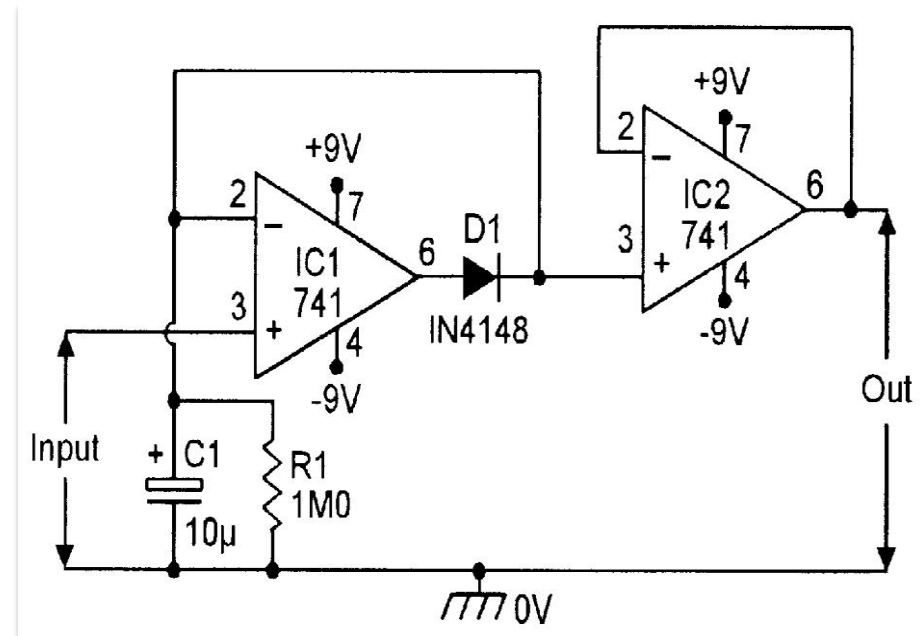 +9V
2
7
6
IC2
741
3
4
-9V
+
−
+9V
2
7
−
IC1
741
6
D1
3
+
4
IN4148
-9V
Out
Input
+
C1
R1
1M0
10µ
0V